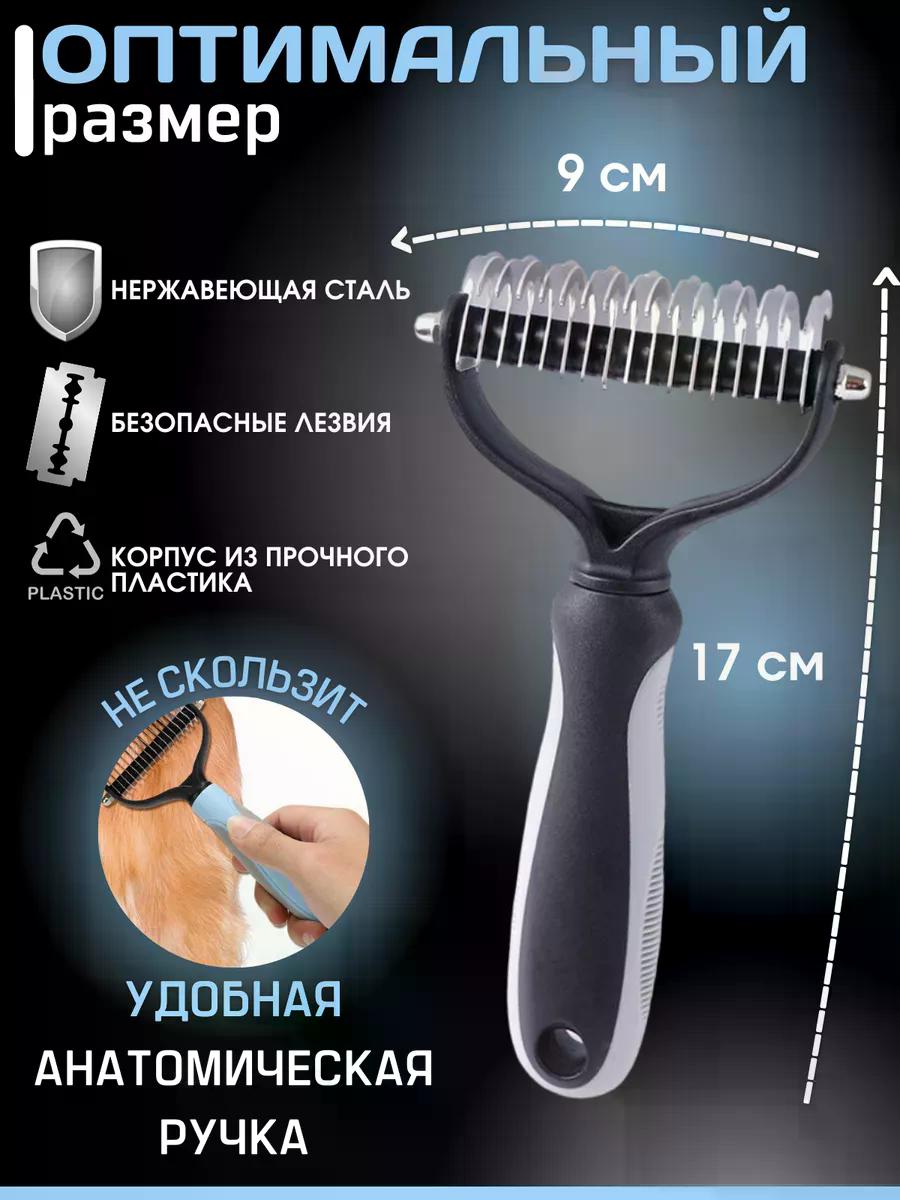 ОПТИМАЛЬНЫЙ
размер
9 см
НЕРЖАВЕЮЩАЯ СТАЛЬ
БЕЗОПАСНЫЕ ЛЕЗВИЯ
КОРПУС ИЗ ПРОЧНОГО
ПЛАСТИКА
PLASTIC
17 см
НЕ СКОЛЬЗИТ
УДОБНАЯ
АНАТОМИЧЕСКАЯ
РУЧКА